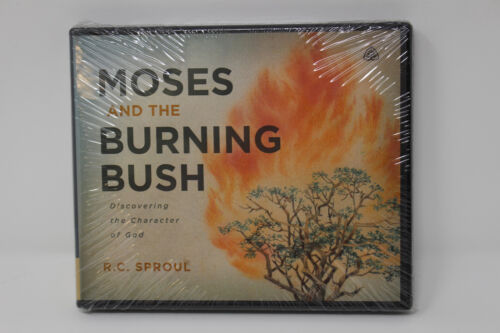 MOSES
AND THE
BURNING
BUSH
Discovering
the Character
of God
R.C. SPROUL